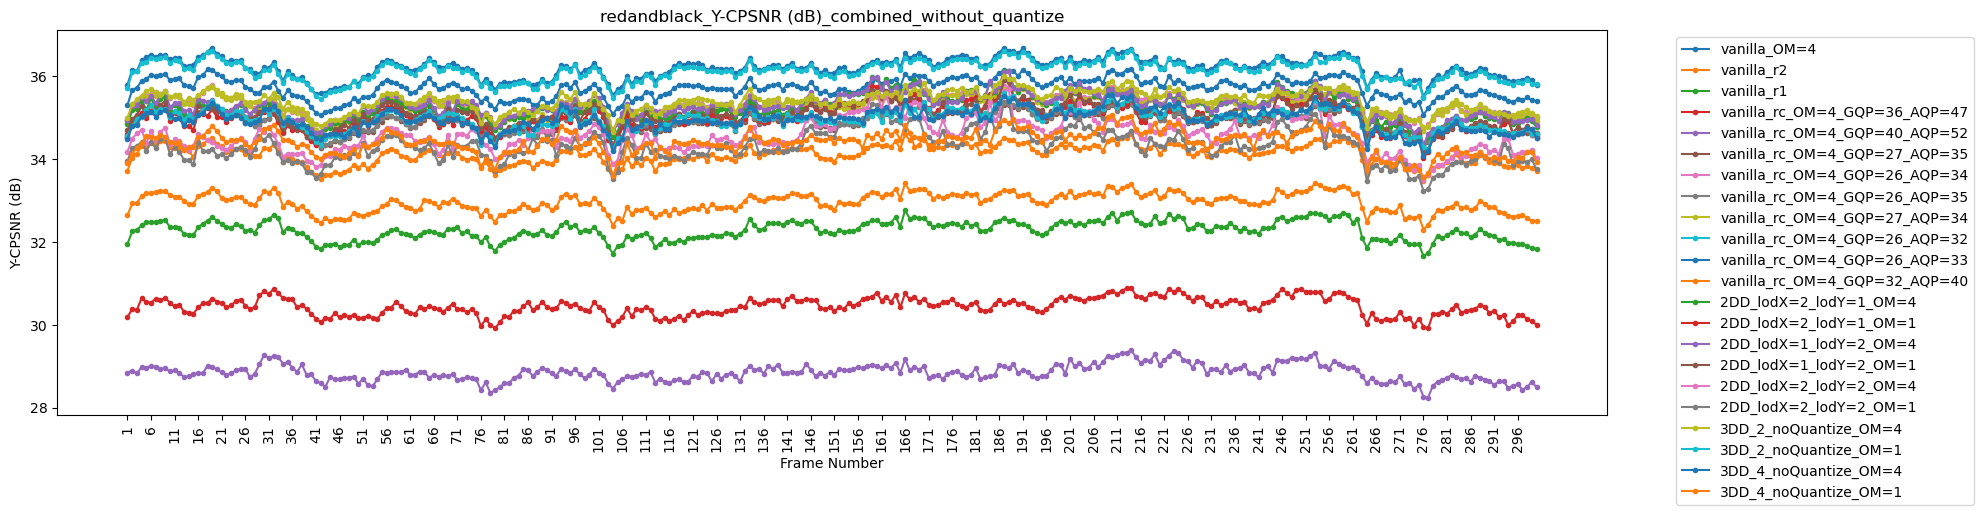 redandblack_Y-CPSNR (dB)_combined_without_quantize
Y-CPSNR (dB)
36
34
32
30
28
1 6 11 16 21 26 31 36 41 46 51 56 61 66 71 76 81 86 91 96 101 106 111 116 121 126 131 136 141 146 151 156 161 166 171 176 181 186 191 196 201 206 211 216 221 226 231 236 241 246 251 256 261 266 271 276 281 286 291 296
Frame Number
vanilla_OM=4
vanilla_r2
vanilla_r1
vanilla_rc_OM=4_GQP=36_AQP=47
vanilla_rc_OM=4_GQP=40_AQP=52
vanilla_rc_OM=4_GQP=27_AQP=35
vanilla_rc_OM=4_GQP=26_AQP=34
vanilla_rc_OM=4_GQP=26_AQP=35
vanilla_rc_OM=4_GQP=27_AQP=34
vanilla_rc_OM=4_GQP=26_AQP=32
vanilla_rc_OM=4_GQP=26_AQP=33
vanilla_rc_OM=4_GQP=32_AQP=40
2DD_lodX=2_lodY=1_OM=4
2DD_lodX=2_lodY=1_OM=1
2DD_lodX=1_lodY=2_OM=4
2DD_lodX=1_lodY=2_OM=1
2DD_lodX=2_lodY=2_OM=4
2DD_lodX=2_lodY=2_OM=1
3DD_2_noQuantize_OM=4
3DD_2_noQuantize_OM=1
3DD_4_noQuantize_OM=4
3DD_4_noQuantize_OM=1